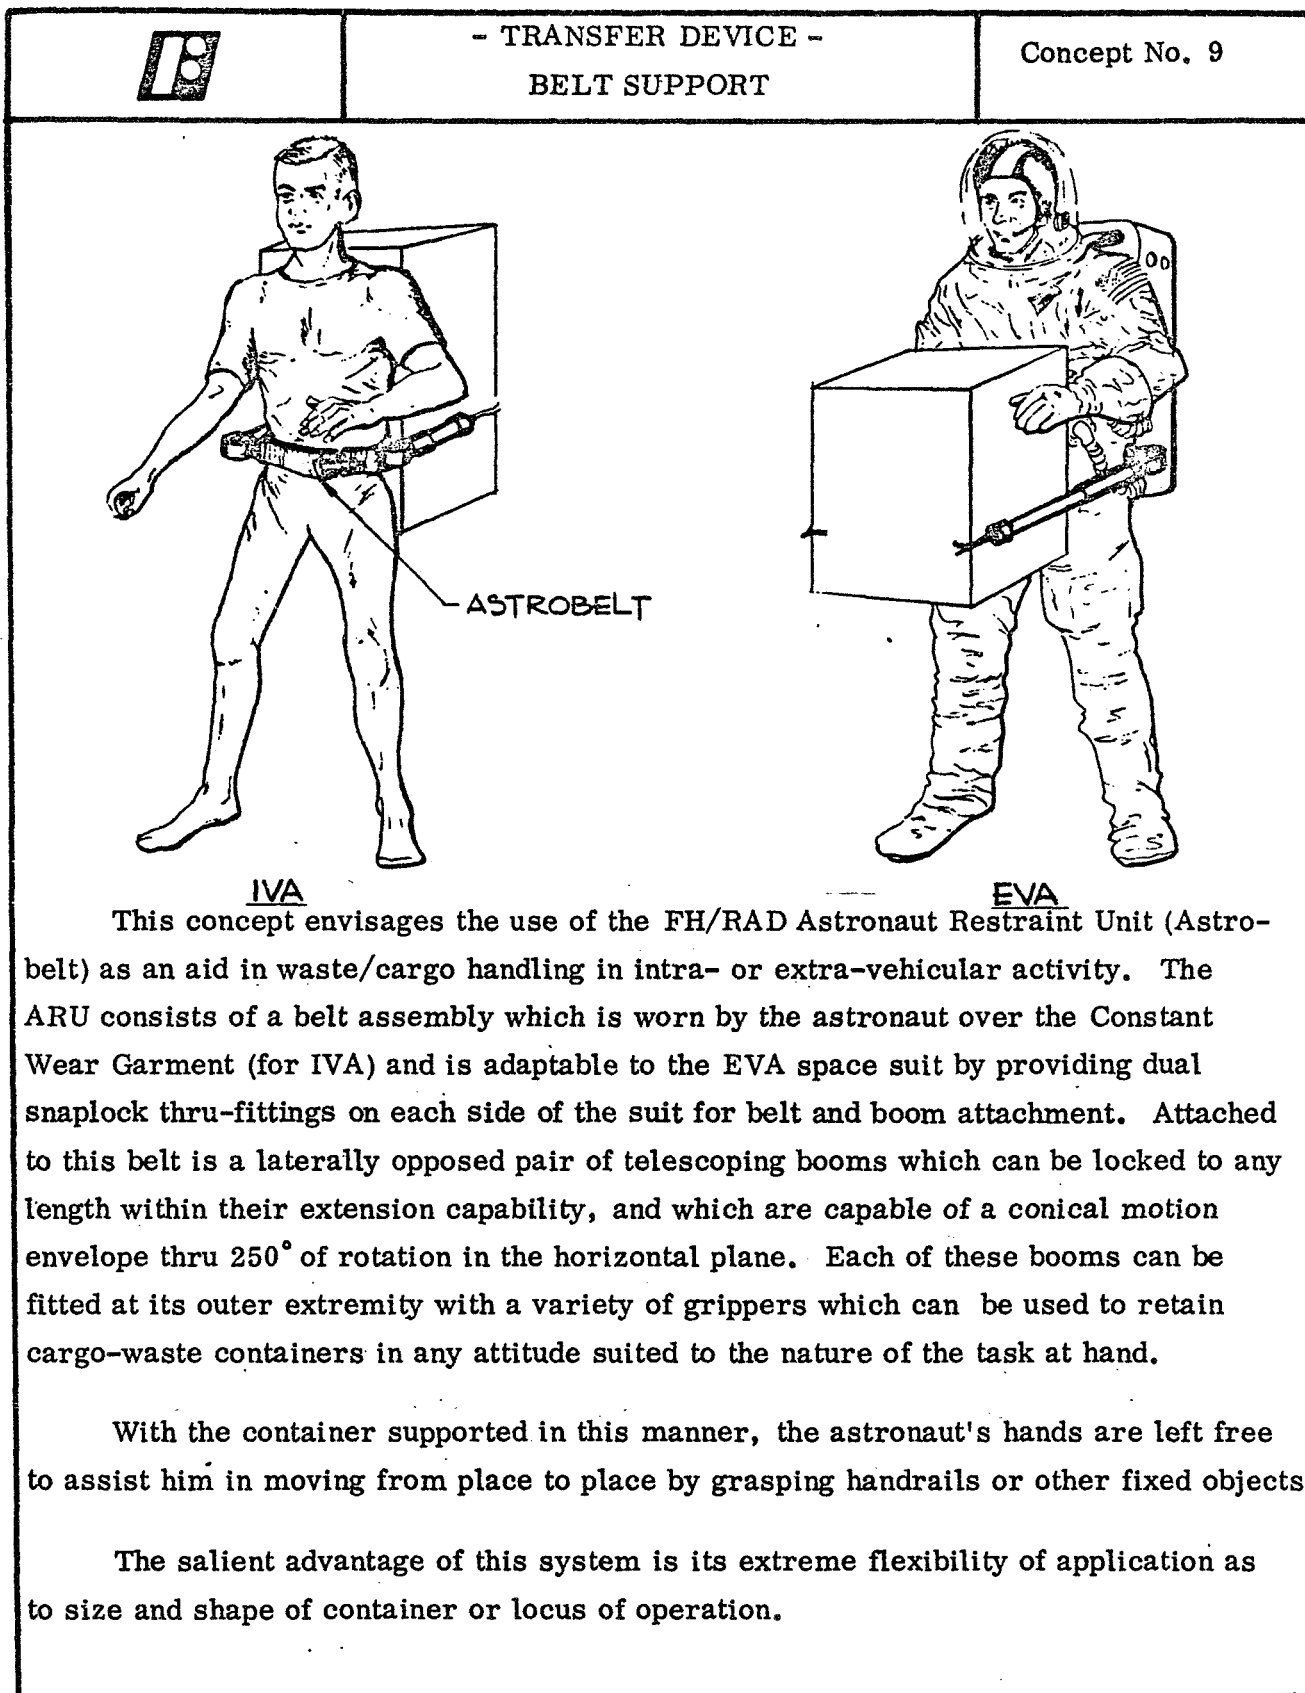 - TRANSFER DEVICE -
BELT SUPPORT
Concept No. 9
ASTROBELT
IVA
EVA
This concept envisages the use of the FH/RAD Astronaut Restraint Unit (Astro-
belt) as an aid in waste/cargo handling in intra- or extra-vehicular activity. The
ARU consists of a belt assembly which is worn by the astronaut over the Constant
Wear Garment (for IVA) and is adaptable to the EVA space suit by providing dual
snaplock thru-fittings on each side of the suit for belt and boom attachment. Attached
to this belt is a laterally opposed pair of telescoping booms which can be locked to any
length within their extension capability, and which are capable of a conical motion
envelope thru 250° of rotation in the horizontal plane. Each of these booms can be
fitted at its outer extremity with a variety of grippers which can be used to retain
cargo-waste containers in any attitude suited to the nature of the task at hand.
With the container supported in this manner, the astronaut's hands are left free
to assist him in moving from place to place by grasping handrails or other fixed objects
The salient advantage of this system is its extreme flexibility of application as
to size and shape of container or locus of operation.